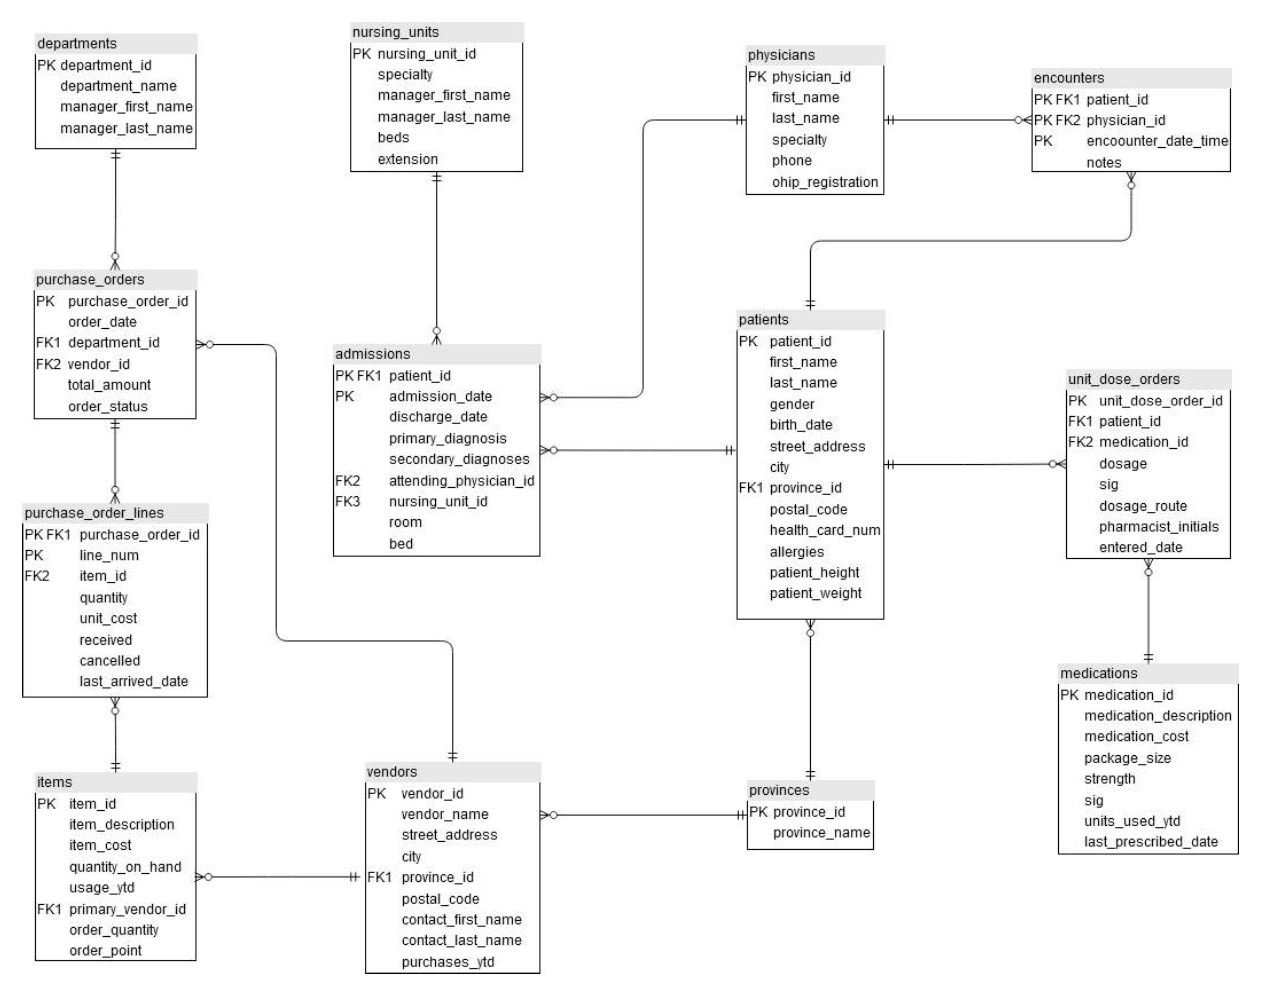 departments
PK department_id
department_name
manager_first_name
manager_last_name
nursing_units
PK nursing_unit_id
specialty
manager_first_name
manager_last_name
beds
extension
physicians
PK physician_id
first_name
last_name
specialty
phone
ohip_registration
encounters
PK FK1 patient_id
PK FK2 physician_id
PK encoounter_date_time
notes
purchase_orders
PK purchase_order_id
order_date
FK1 department_id
FK2 vendor_id
total_amount
order_status
admissions
PK FK1 patient_id
PK admission_date
discharge_date
primary_diagnosis
secondary_diagnoses
FK2 attending_physician_id
FK3 nursing_unit_id
room
bed
patients
PK patient_id
first_name
last_name
gender
birth_date
street_address
city
FK1 province_id
postal_code
health_card_num
allergies
patient_height
patient_weight
unit_dose_orders
PK unit_dose_order_id
FK1 patient_id
FK2 medication_id
dosage
sig
dosage_route
pharmacist_initials
entered_date
purchase_order_lines
PK FK1 purchase_order_id
PK line_num
FK2 item_id
quantity
unit_cost
received
cancelled
last_arrived_date
medications
PK medication_id
medication_description
medication_cost
package_size
strength
sig
units_used_ytd
last_prescribed_date
items
PK item_id
item_description
item_cost
quantity_on_hand
usage_ytd
FK1 primary_vendor_id
order_quantity
order_point
vendors
PK vendor_id
vendor_name
street_address
city
FK1 province_id
postal_code
contact_first_name
contact_last_name
purchases_ytd
provinces
PK province_id
province_name